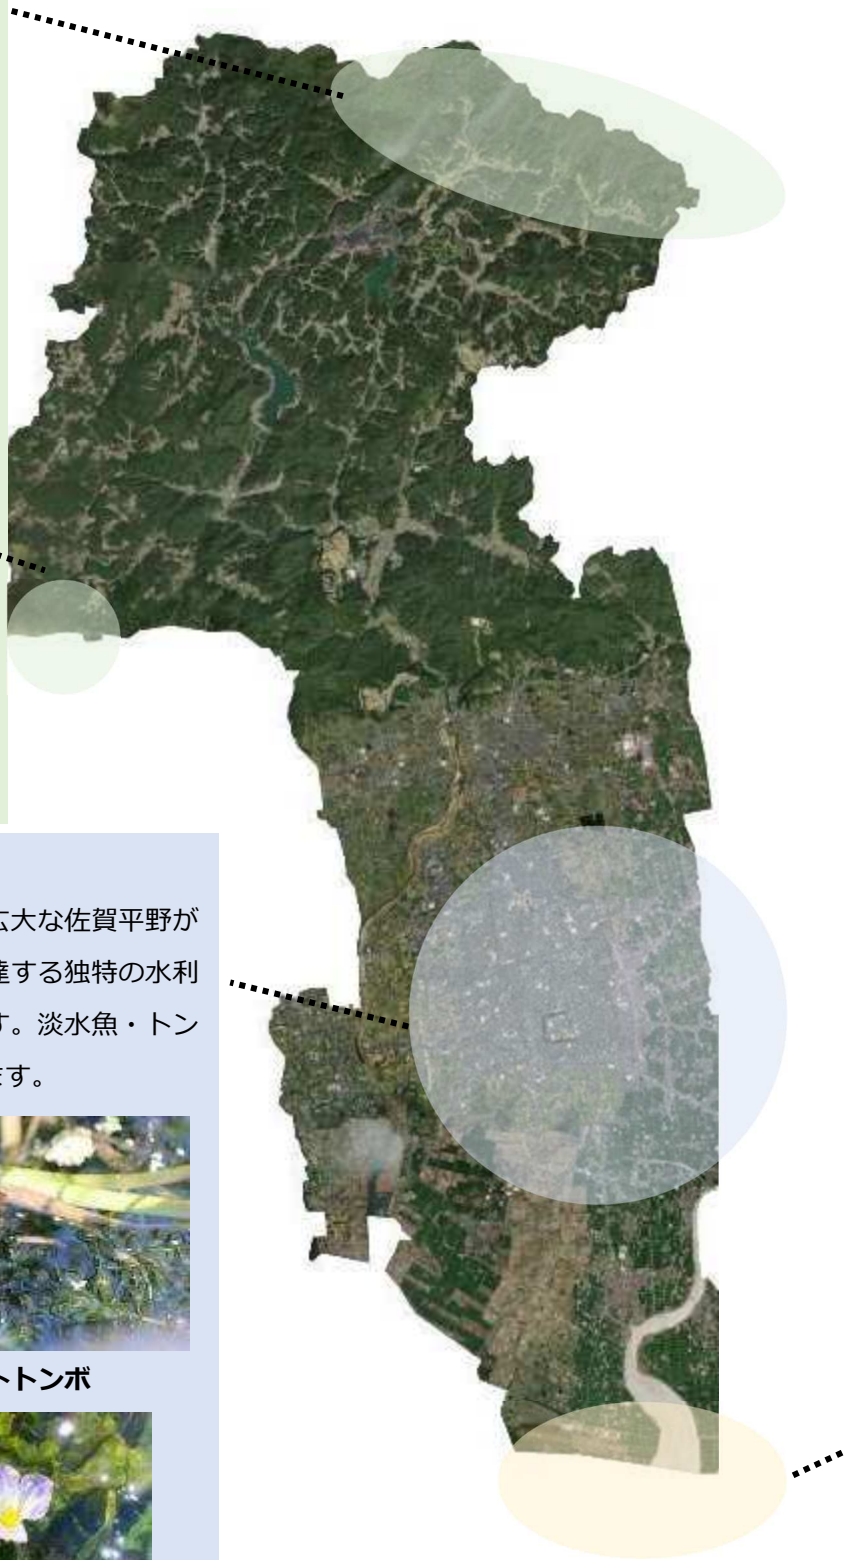 広大な佐賀平野が
達する独特の水利
す。淡水魚・トン
ます。
トトンボ